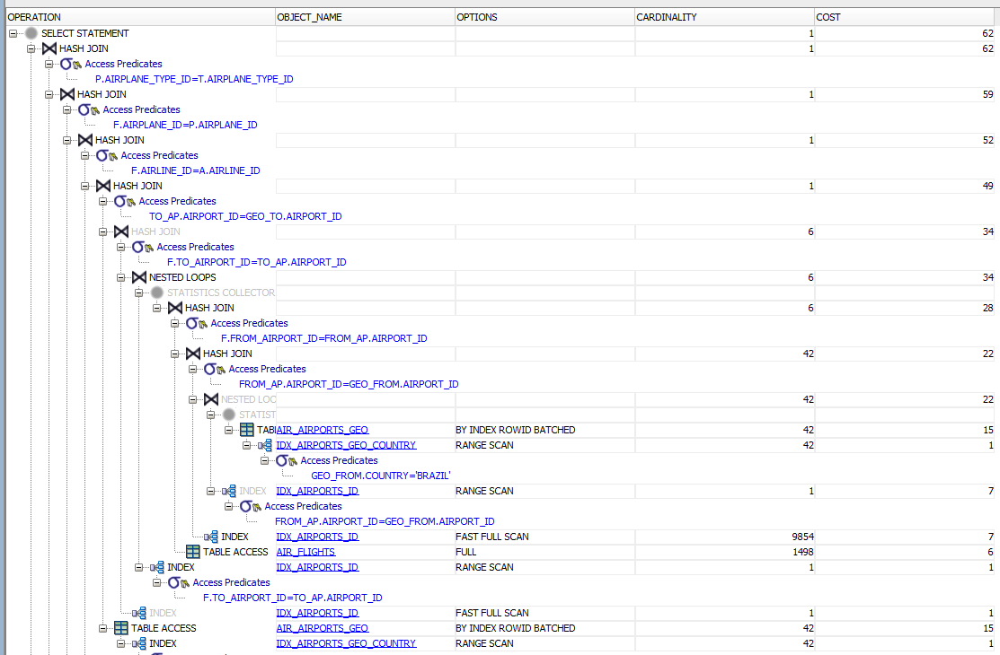 OPERATION OBJECT_NAME OPTIONS CARDINALITY COST
SELECT STATEMENT 1 62
HASH JOIN 1 62
Access Predicates
P.AIRPLANE_TYPE_ID=T.AIRPLANE_TYPE_ID
HASH JOIN 1 59
Access Predicates
F.AIRPLANE_ID=P.AIRPLANE_ID
HASH JOIN 1 52
Access Predicates
F.AIRLINE_ID=A.AIRLINE_ID
HASH JOIN 1 49
Access Predicates
TO_AP.AIRPORT_ID=GEO_TO.AIRPORT_ID
HASH JOIN 6 34
Access Predicates
F.TO_AIRPORT_ID=TO_AP.AIRPORT_ID
NESTED LOOPS 6 34
STATISTICS COLLECTOR
HASH JOIN 6 28
Access Predicates
F.FROM_AIRPORT_ID=FROM_AP.AIRPORT_ID
HASH JOIN 42 22
Access Predicates
FROM_AP.AIRPORT_ID=GEO_FROM.AIRPORT_ID
NESTED LOO 42 22
STATIST
TABL AIR_AIRPORTS_GEO BY INDEX ROWID BATCHED 42 15
IDX_AIRPORTS_GEO_COUNTRY RANGE SCAN 42 1
Access Predicates
GEO_FROM.COUNTRY='BRAZIL'
INDEX IDX_AIRPORTS_ID RANGE SCAN 1 7
Access Predicates
FROM_AP.AIRPORT_ID=GEO_FROM.AIRPORT_ID
INDEX IDX_AIRPORTS_ID FAST FULL SCAN 9854 7
TABLE ACCESS AIR_FLIGHTS FULL 1498 6
INDEX IDX_AIRPORTS_ID RANGE SCAN 1 1
Access Predicates
F.TO_AIRPORT_ID=TO_AP.AIRPORT_ID
INDEX IDX_AIRPORTS_ID FAST FULL SCAN 1 1
TABLE ACCESS AIR_AIRPORTS_GEO BY INDEX ROWID BATCHED 42 15
INDEX IDX_AIRPORTS_GEO_COUNTRY RANGE SCAN 42 1